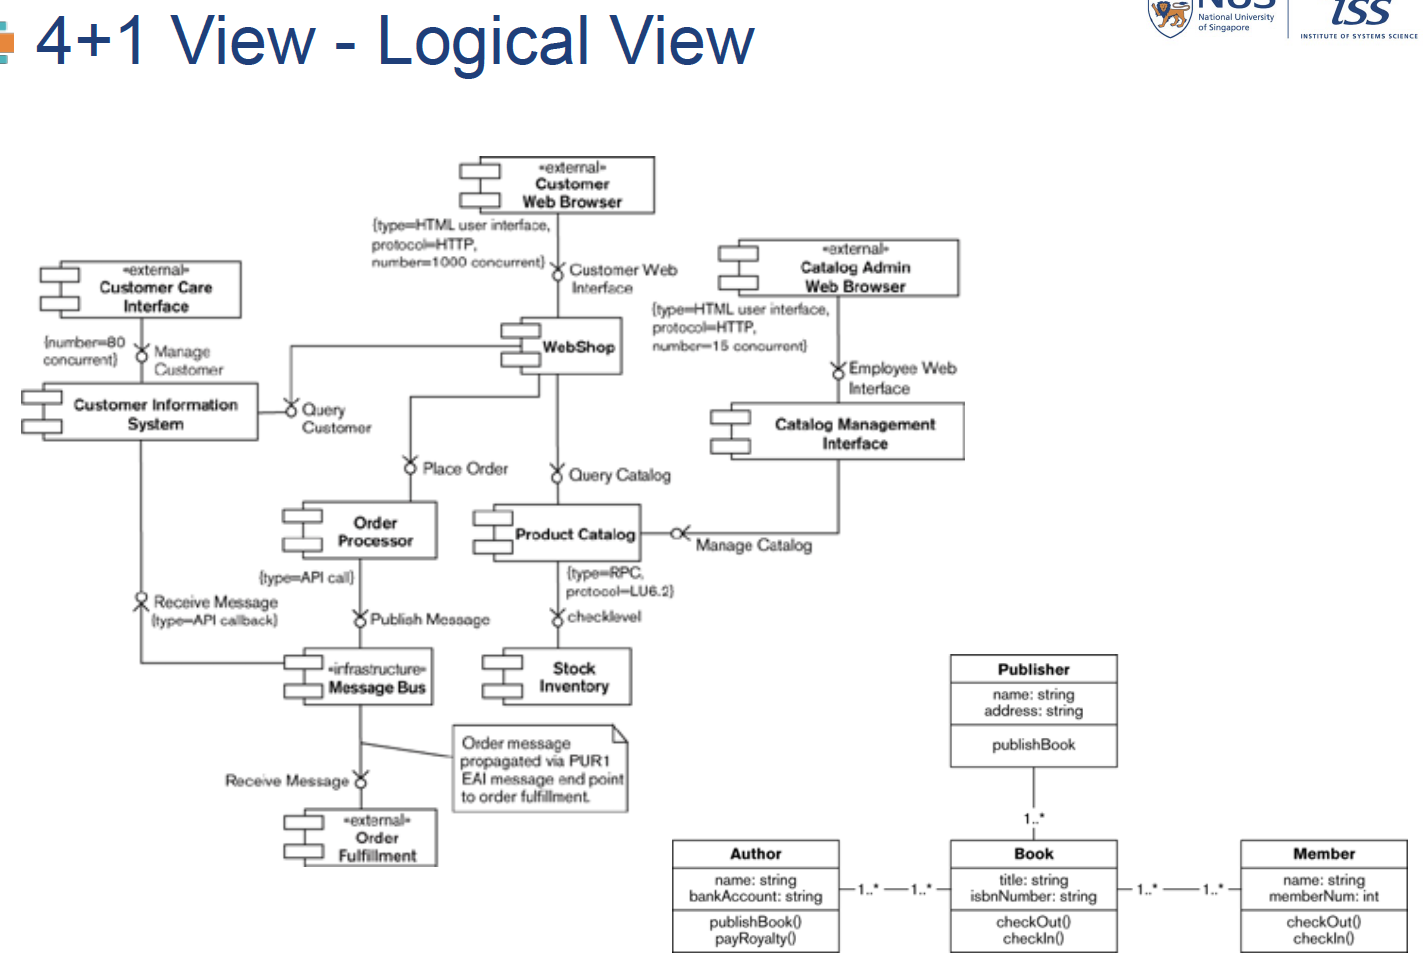 4+1 View - Logical View
NUS
National University
of Singapore
iss
INSTITUTE OF SYSTEMS SCIENCE
«external»
Customer
Web Browser
{type=HTML user interface,
protocol=HTTP,
number=1000 concurrent}
Customer Web
Interface
«external»
Catalog Admin
Web Browser
{type=HTML user interface,
protocol=HTTP,
number=15 concurrent}
Employee Web
Interface
«external»
Customer Care
Interface
{number=80
concurrent}
Manage
Customer
WebShop
Customer Information
System
Query
Customer
Catalog Management
Interface
Place Order
Query Catalog
Order
Processor
Product Catalog
Manage Catalog
{type=API call}
{type=RPC,
protocol=LU6.2}
Receive Message
{type=API callback}
Publish Message
checklevel
«infrastructure»
Message Bus
Stock
Inventory
Order message
propagated via PUR1
EAI message end point
to order fulfillment.
Receive Message
«external»
Order
Fulfillment
Publisher
name: string
address: string
publishBook
1..*
Author
name: string
bankAccount: string
publishBook()
payRoyalty()
1..*
1..*
Book
title: string
isbnNumber: string
checkOut()
checkIn()
1..*
1..*
Member
name: string
memberNum: int
checkOut()
checkIn()